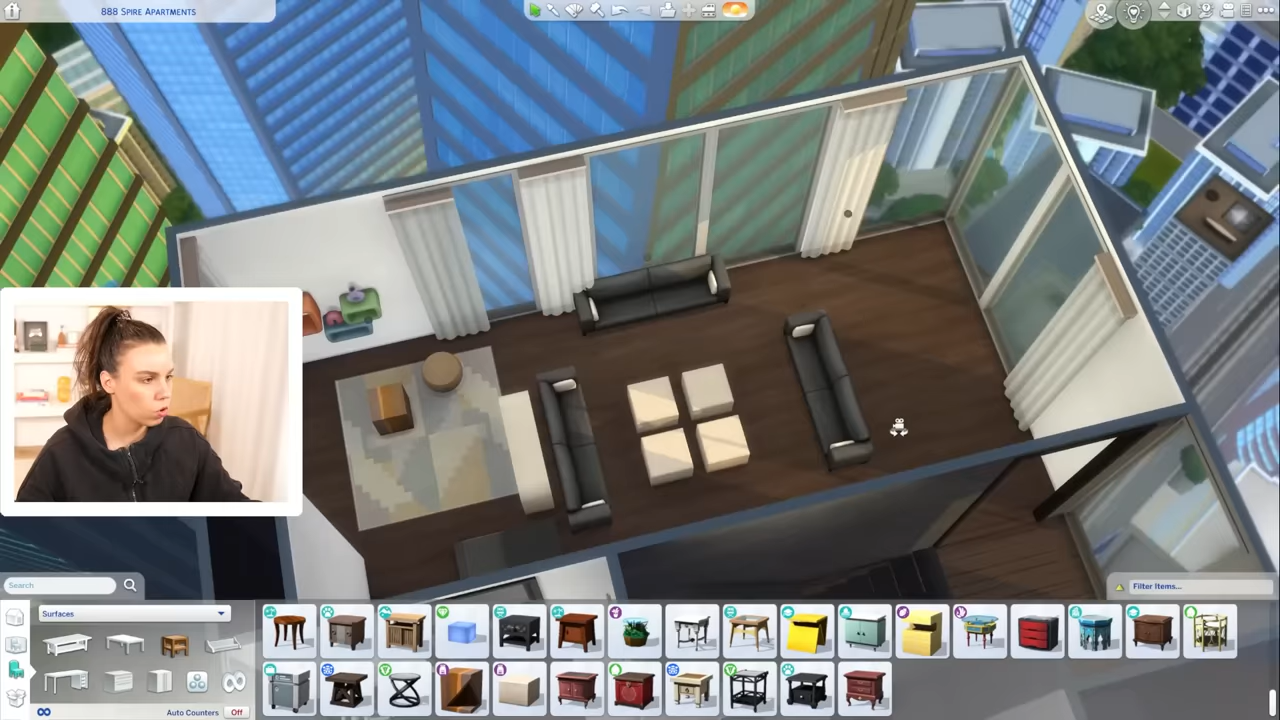 888 Spire Apartments
Search
Filter Items...
Surfaces
Auto Counters
Off